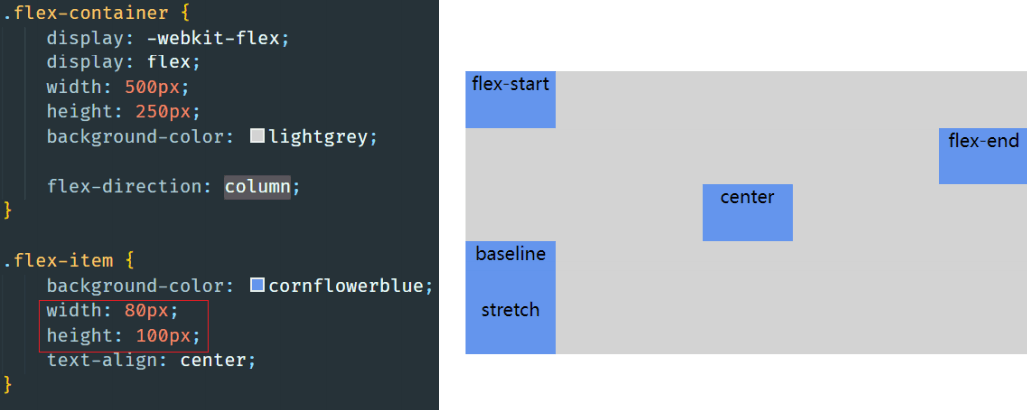 .flex-container {
display: -webkit-flex;
display: flex;
width: 500px;
height: 250px;
background-color: lightgrey;
flex-direction: column;
}
.flex-item {
background-color: cornflowerblue;
width: 80px;
height: 100px;
text-align: center;
}
flex-start
flex-end
center
baseline
stretch